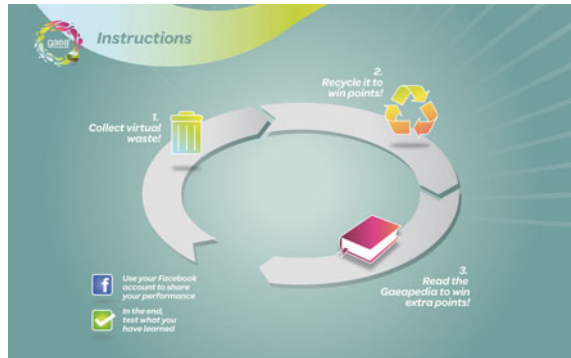 gaea
Instructions
1.
Collect virtual
waste!
2.
Recycle it to
win points!
3.
Read the
Gaeapedia to win
extra points!
f
Use your Facebook
account to share
your performance
In the end,
test what you
have learned